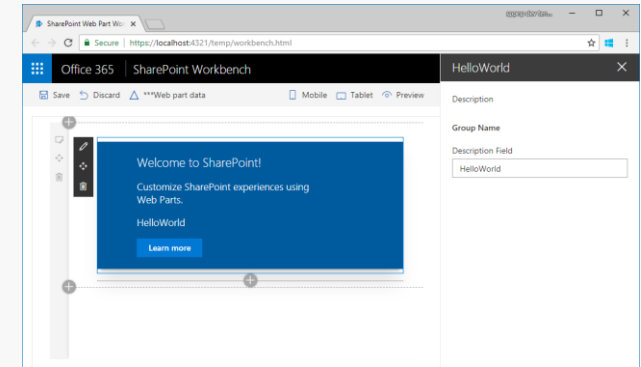 SharePoint Web Part Wo
Secure
https://localhost:4321/temp/workbench.html
Office 365
SharePoint Workbench
HelloWorld
Save
Discard
***Web part data
Mobile
Tablet
Preview
Description
Group Name
Description Field
HelloWorld
Welcome to SharePoint!
Customize SharePoint experiences using
Web Parts.
HelloWorld
Learn more